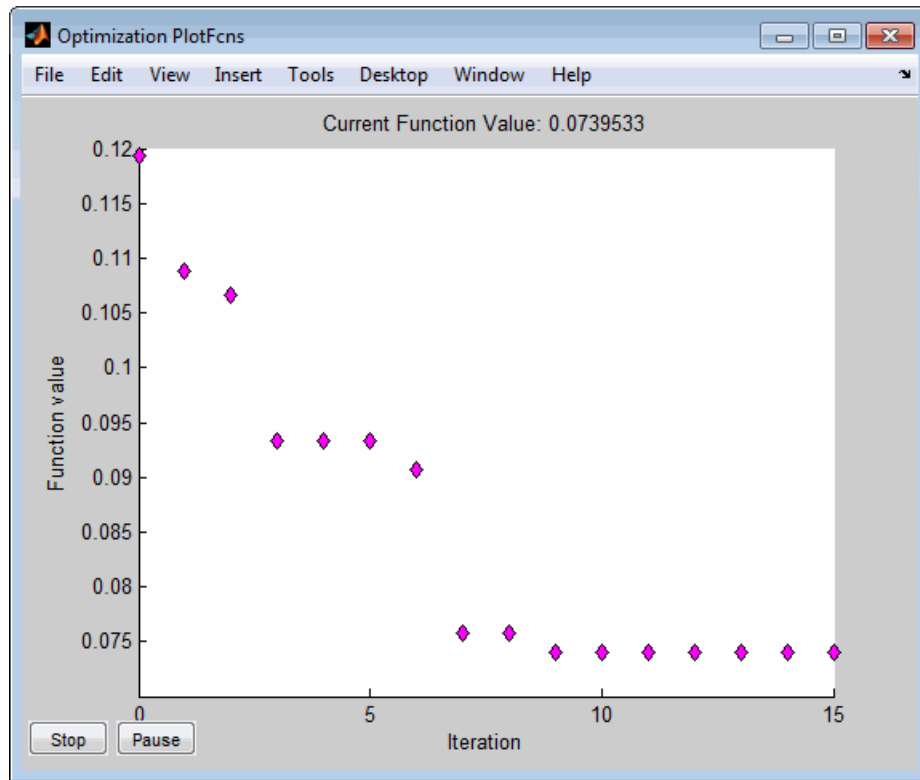 Optimization PlotFcns
File Edit View Insert Tools Desktop Window Help
Current Function Value: 0.0739533
0.12
0.115
0.11
0.105
0.1
0.095
0.09
0.085
0.08
0.075
Function value
0 5 10 15
Iteration
Stop Pause